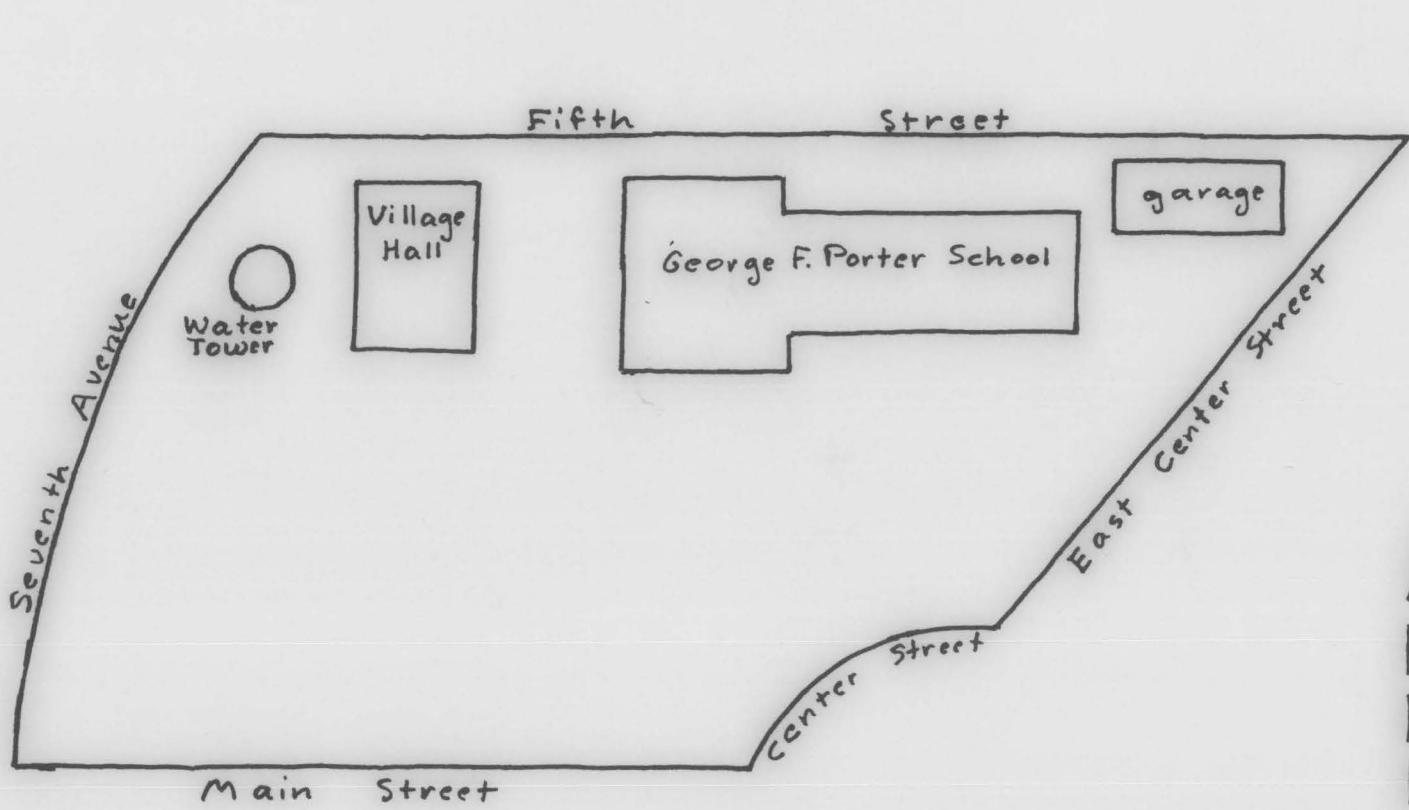 Fifth Street
Village
Hall
George F. Porter School
garage
Water
Tower
Seventh Avenue
East Center Street
Center Street
Main Street